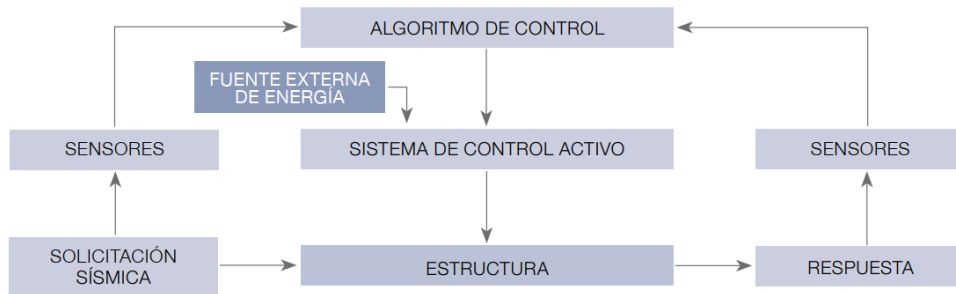 ALGORITMO DE CONTROL
FUENTE EXTERNA
DE ENERGÍA
SENSORES
SISTEMA DE CONTROL ACTIVO
SENSORES
SOLICITACIÓN
SÍSMICA
ESTRUCTURA
RESPUESTA